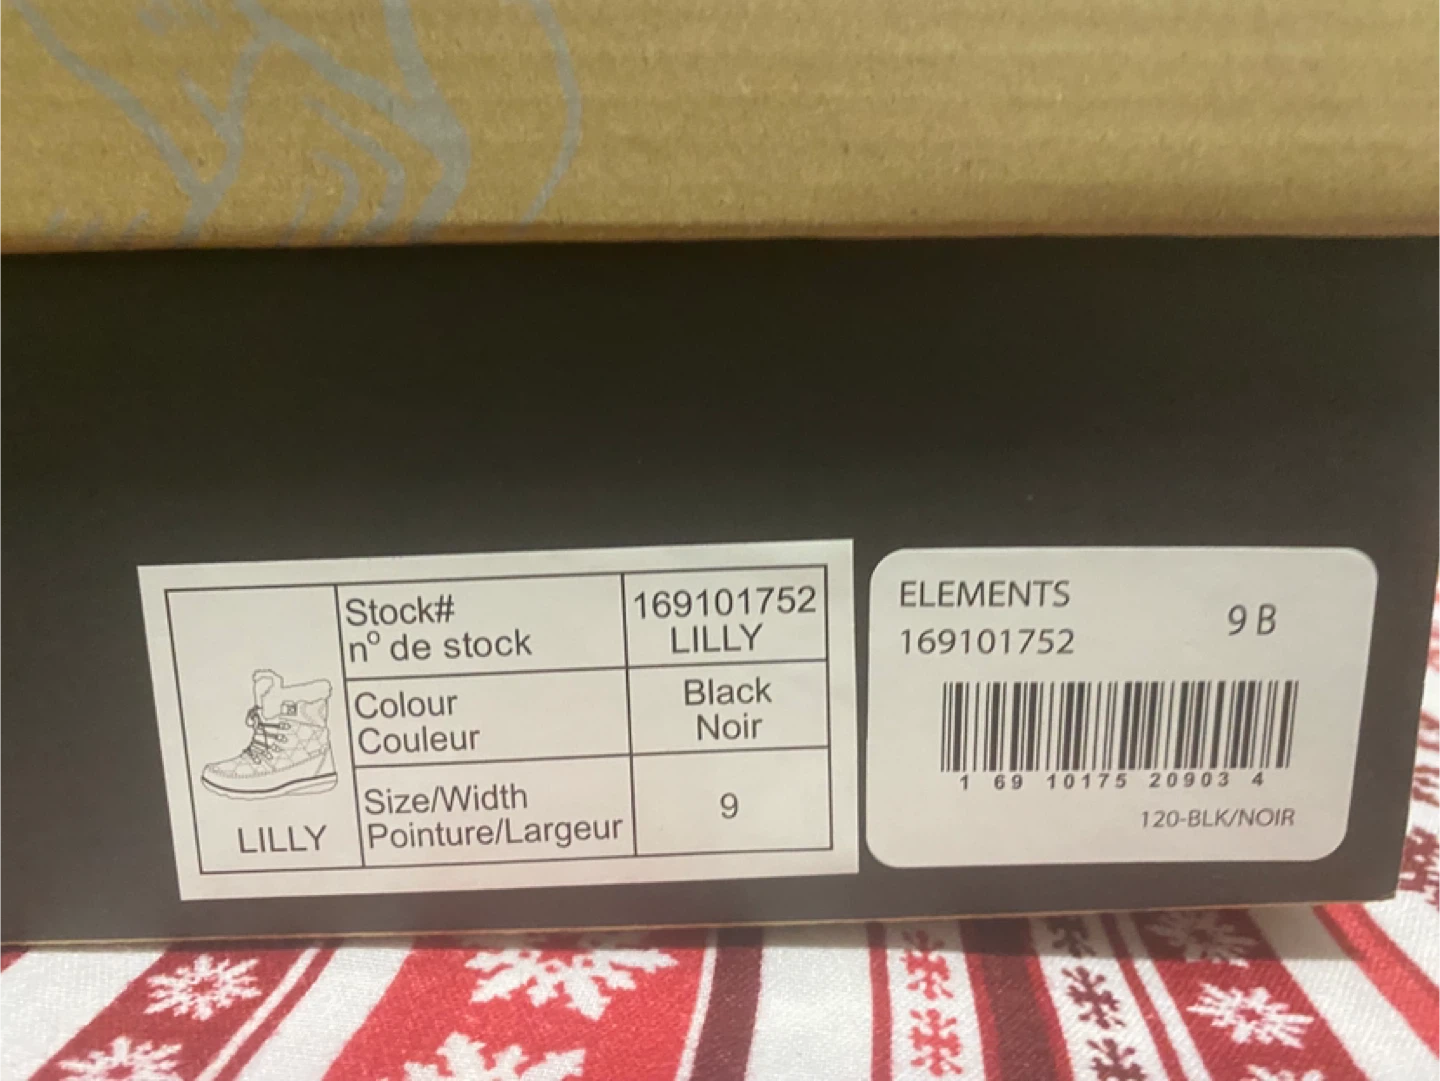 Stock#
nº de stock
169101752
LILLY
Colour
Couleur
Black
Noir
Size/Width
Pointure/Largeur
9
LILLY
ELEMENTS
169101752
9 B
1 69 10175 20903 4
120-BLK/NOIR